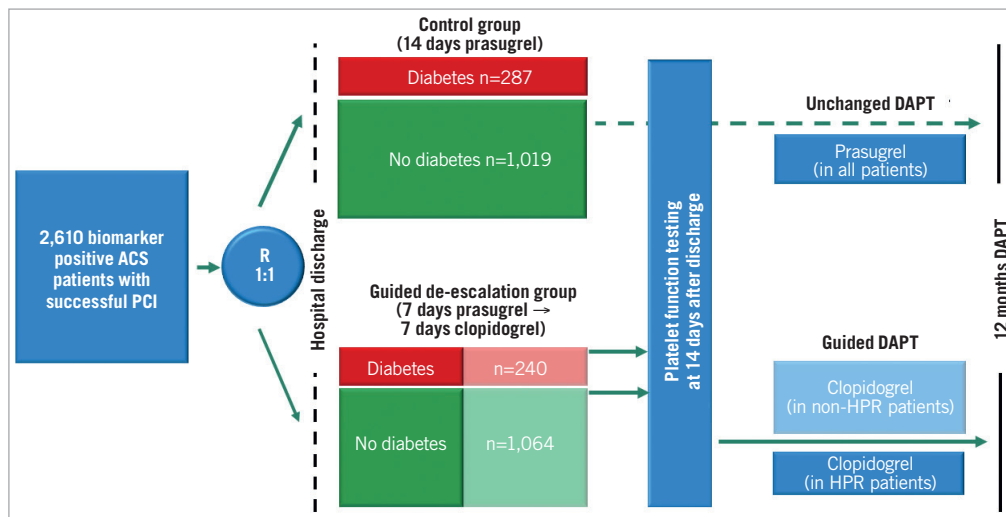 2,610 biomarker
positive ACS
patients with
successful PCI
R
1:1
Hospital discharge
Control group
(14 days prasugrel)
Diabetes n=287
No diabetes n=1,019
Guided de-escalation group
(7 days prasugrel →
7 days clopidogrel)
Diabetes n=240
No diabetes n=1,064
Platelet function testing
at 14 days after discharge
Unchanged DAPT
Prasugrel
(in all patients)
Guided DAPT
Clopidogrel
(in non-HPR patients)
Clopidogrel
(in HPR patients)
12 months DAPT